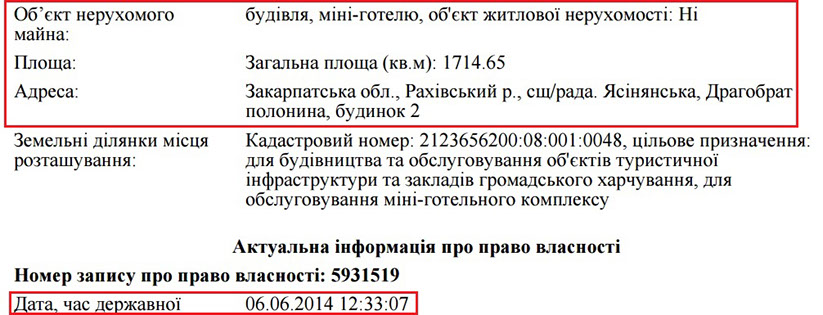 Об’єкт нерухомого майна: будівля, міні-готелю, об'єкт житлової нерухомості: Ні
Площа: Загальна площа (кв.м): 1714.65
Адреса: Закарпатська обл., Рахівський р., сщ/рада. Ясінянська, Драгобрат
полонина, будинок 2
Земельні ділянки місця розташування: Кадастровий номер: 2123656200:08:001:0048, цільове призначення:
для будівництва та обслуговування об'єктів туристичної
інфраструктури та закладів громадського харчування, для
обслуговування міні-готельного комплексу
Актуальна інформація про право власності
Номер запису про право власності: 5931519
Дата, час державної 06.06.2014 12:33:07